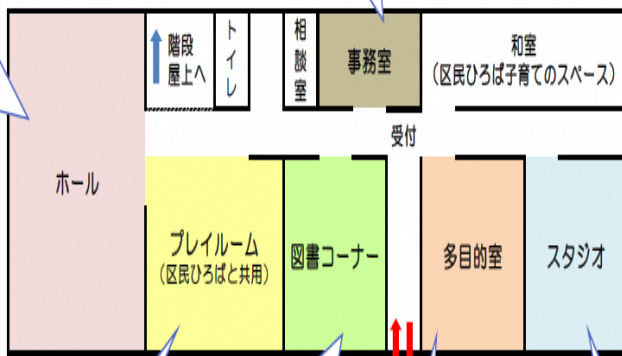 階段
屋上へ
トイレ
相談室
事務室
和室
（区民ひろば子育てのスペース）
受付
ホール
プレイルーム
（区民ひろばと共用）
図書コーナー
多目的室
スタジオ